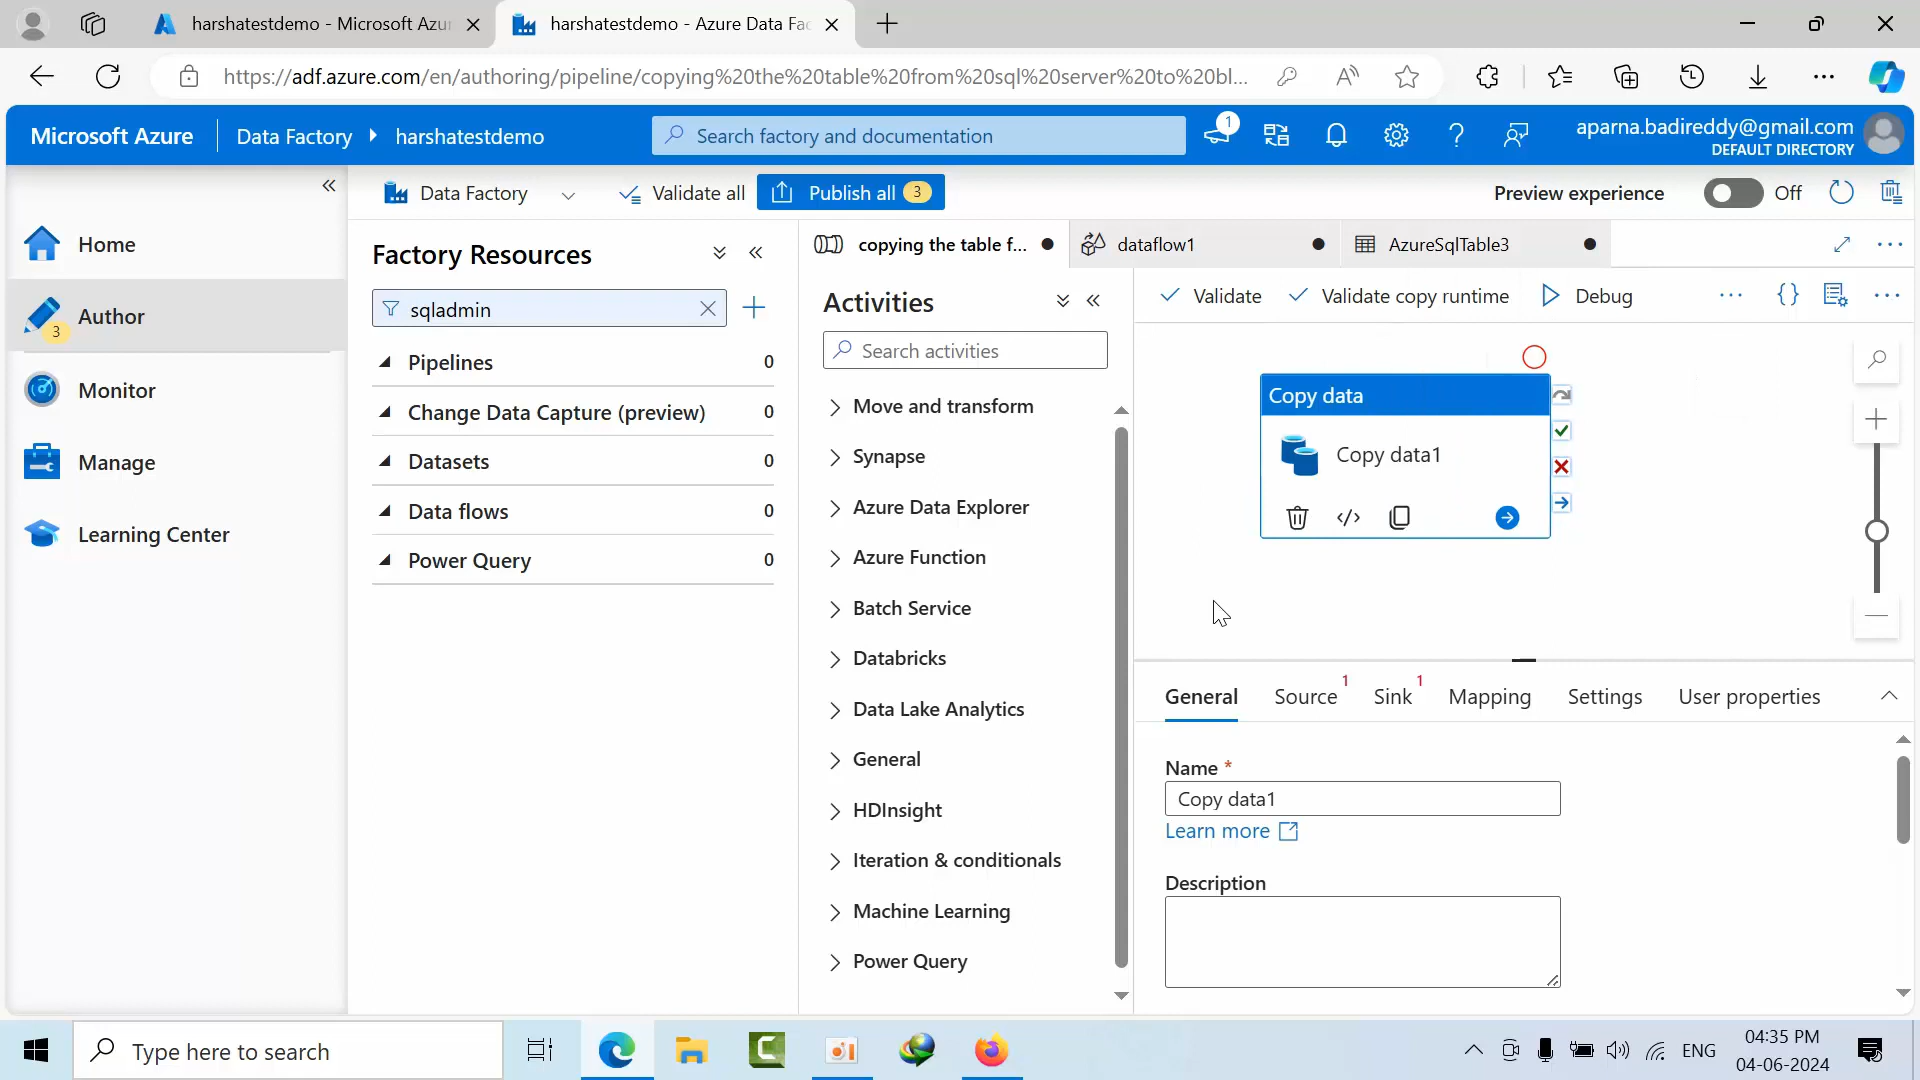 harshatestdemo - Microsoft Azu
harshatestdemo - Azure Data Fac
https://adf.azure.com/en/authoring/pipeline/copying%20the%20table%20from%20sql%20server%20to%20bl...
Microsoft Azure
Data Factory
harshatestdemo
Search factory and documentation
1
aparna.badireddy@gmail.com
DEFAULT DIRECTORY
Data Factory
Validate all
Publish all 3
Preview experience
Off
Home
Author
3
Monitor
Manage
Learning Center
Factory Resources
sqladmin
Pipelines 0
Change Data Capture (preview) 0
Datasets 0
Data flows 0
Power Query 0
copying the table f...
dataflow1
AzureSqlTable3
Activities
Search activities
Move and transform
Synapse
Azure Data Explorer
Azure Function
Batch Service
Databricks
Data Lake Analytics
General
HDInsight
Iteration & conditionals
Machine Learning
Power Query
Validate
Validate copy runtime
Debug
Copy data
Copy data1
General
Source 1
Sink 1
Mapping
Settings
User properties
Name *
Copy data1
Learn more
Description
Type here to search
ENG
04:35 PM
04-06-2024